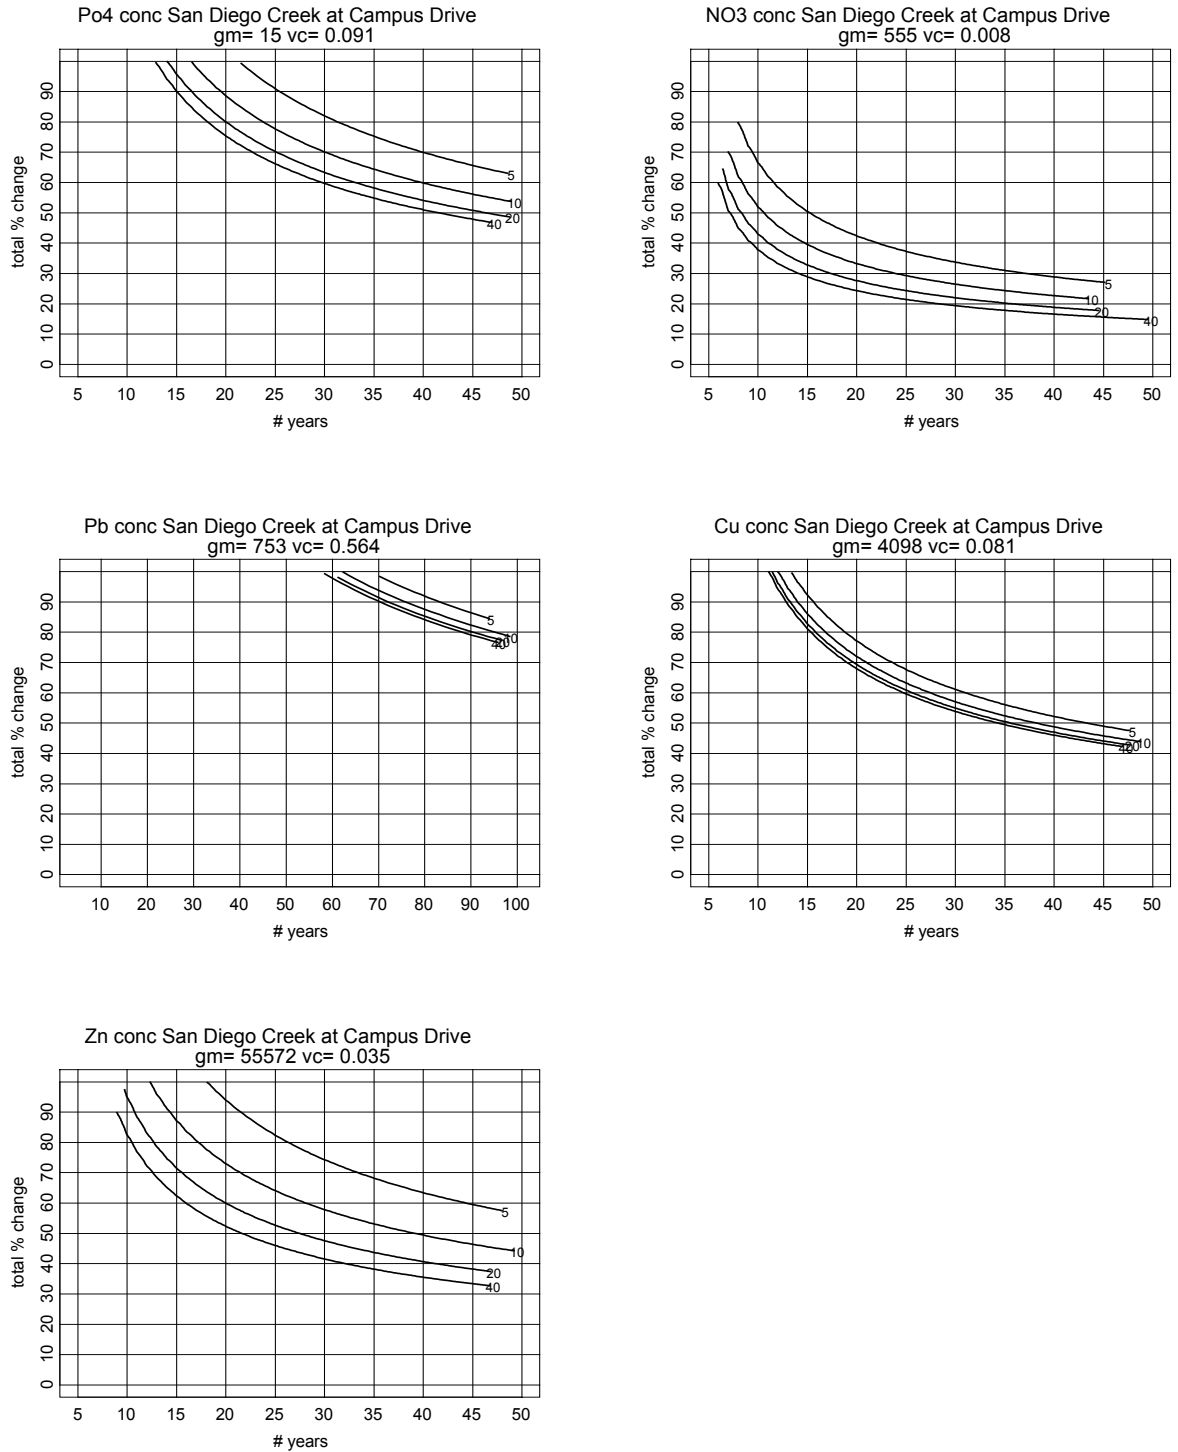 Po4 conc San Diego Creek at Campus Drive
gm= 15 vc= 0.091
total % change
0 10 20 30 40 50 60 70 80 90
5
10
20
40
5 10 15 20 25 30 35 40 45 50
# years
NO3 conc San Diego Creek at Campus Drive
gm= 555 vc= 0.008
total % change
0 10 20 30 40 50 60 70 80 90
5
10
20
40
5 10 15 20 25 30 35 40 45 50
# years
Pb conc San Diego Creek at Campus Drive
gm= 753 vc= 0.564
total % change
0 10 20 30 40 50 60 70 80 90
5
10
20
40
10 20 30 40 50 60 70 80 90 100
# years
Cu conc San Diego Creek at Campus Drive
gm= 4098 vc= 0.081
total % change
0 10 20 30 40 50 60 70 80 90
5
10
20
40
5 10 15 20 25 30 35 40 45 50
# years
Zn conc San Diego Creek at Campus Drive
gm= 55572 vc= 0.035
total % change
0 10 20 30 40 50 60 70 80 90
5
10
20
40
5 10 15 20 25 30 35 40 45 50
# years